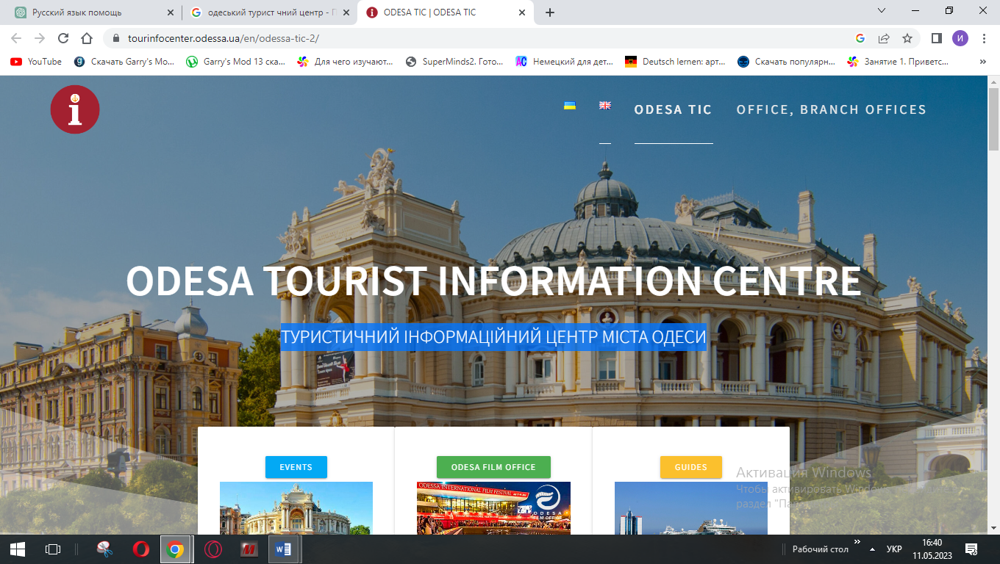 Русский язык помощь
одеський турист чний центр - П
ODESA TIC | ODESA TIC
tourinfocenter.odessa.ua/en/odessa-tic-2/
И
YouTube
Скачать Garry's Mo...
Garry's Mod 13 ска...
Для чего изучают...
SuperMinds2. Гото...
Немецкий для дет...
Deutsch lernen: арт...
Скачать популярн...
Занятие 1. Приветс...
»
i
ODESA TIC
OFFICE, BRANCH OFFICES
ODESA TOURIST INFORMATION CENTRE
ТУРИСТИЧНИЙ ІНФОРМАЦІЙНИЙ ЦЕНТР МІСТА ОДЕСИ
EVENTS
ODESA FILM OFFICE
GUIDES
Активация Windows
Чтобы активировать Windows
раздел
ODESSA INTERNATIONAL FILM FESTIVAL
ODESA
FILM OFFICE
Рабочий стол
»
УКР
16:40
11.05.2023